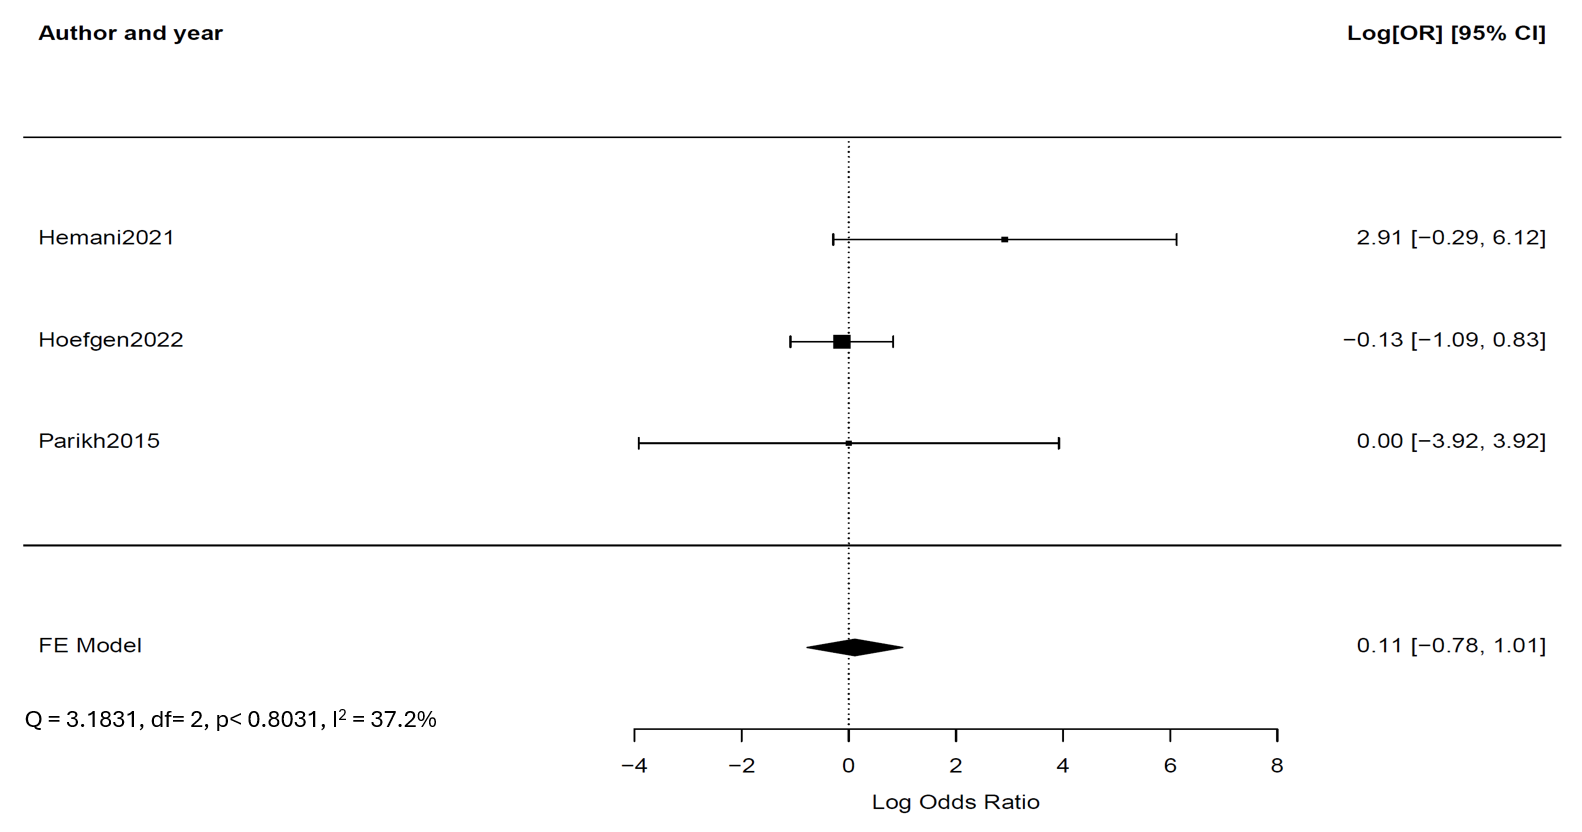 Author and year Log[OR] [95% CI]
Hemani2021 2.91 [−0.29, 6.12]
Hoefgen2022 −0.13 [−1.09, 0.83]
Parikh2015 0.00 [−3.92, 3.92]
FE Model 0.11 [−0.78, 1.01]
Q = 3.1831, df= 2, p< 0.8031, I² = 37.2%
−4 −2 0 2 4 6 8
Log Odds Ratio